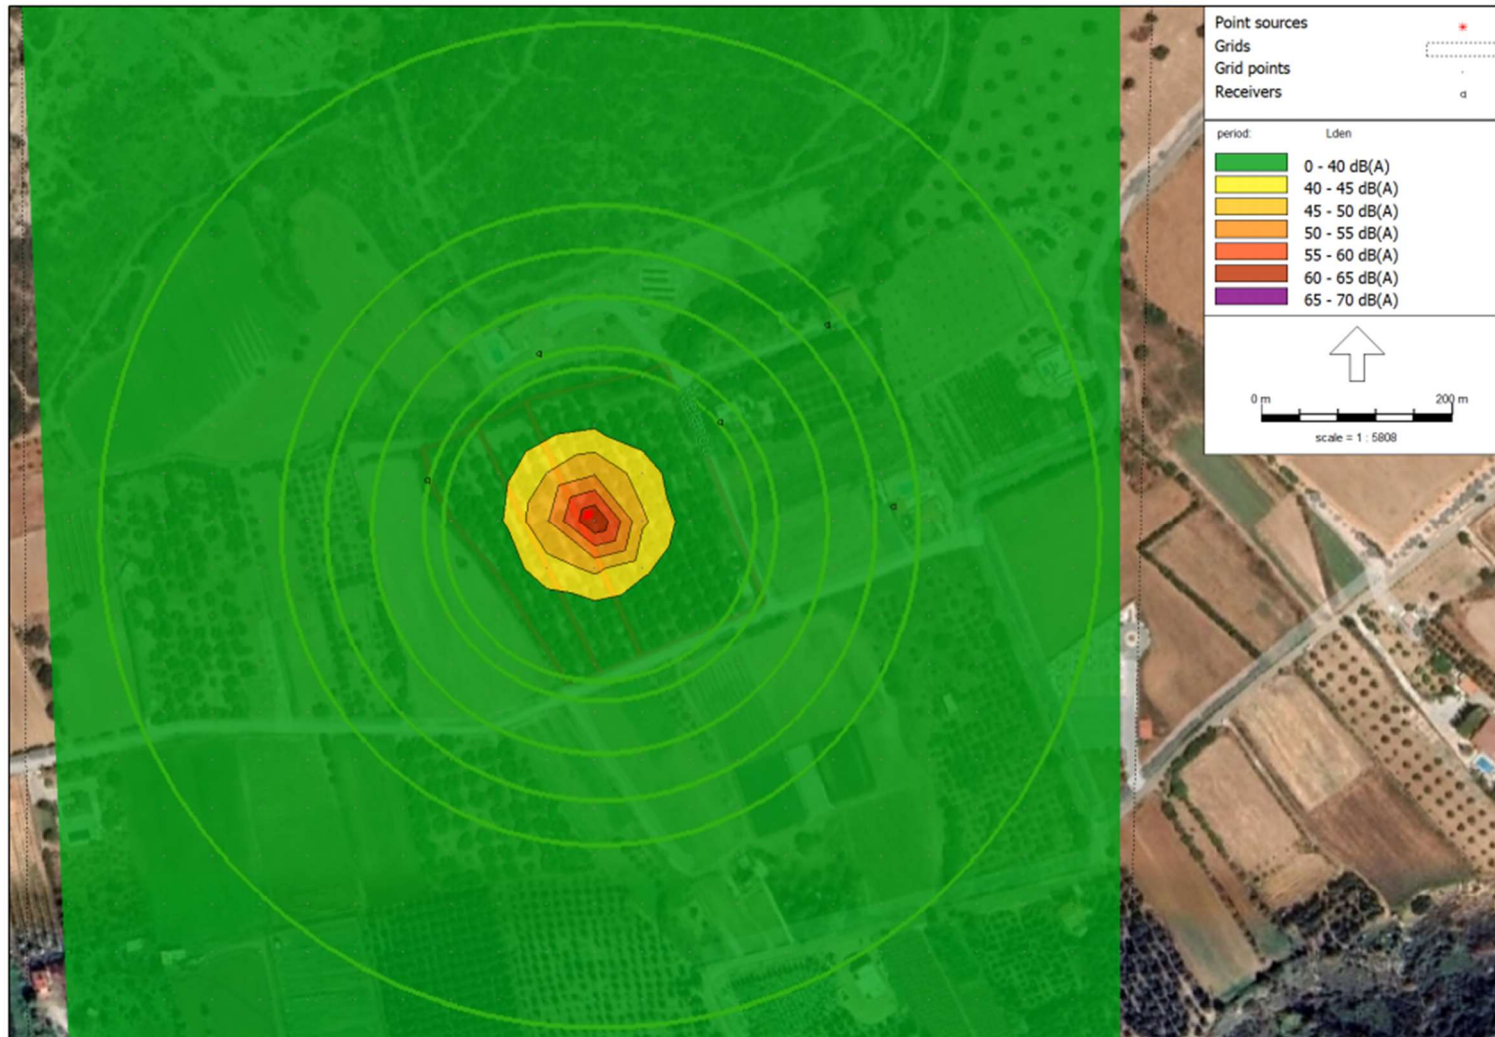 Point sources
Grids
Grid points
Receivers
period: Lden
0 - 40 dB(A)
40 - 45 dB(A)
45 - 50 dB(A)
50 - 55 dB(A)
55 - 60 dB(A)
60 - 65 dB(A)
65 - 70 dB(A)
0 m 200 m
scale = 1 : 5808